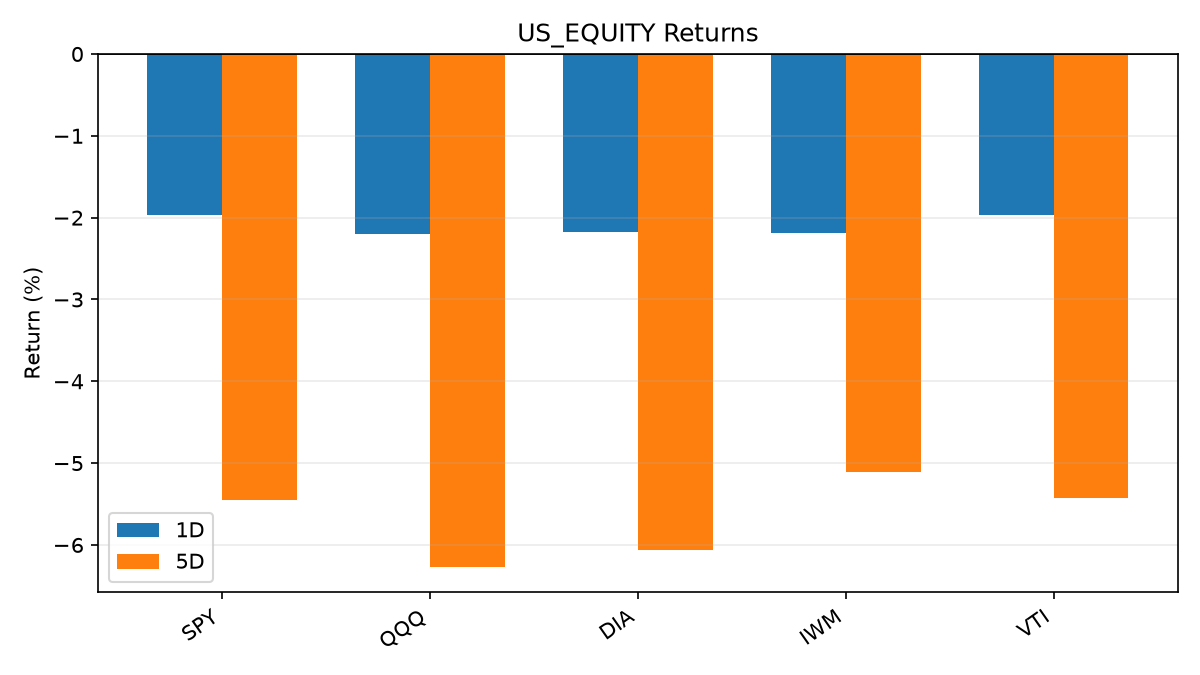 US_EQUITY Returns
Return (%)
0
−1
−2
−3
−4
−5
−6
1D
5D
SPY
QQQ
DIA
IWM
VTI